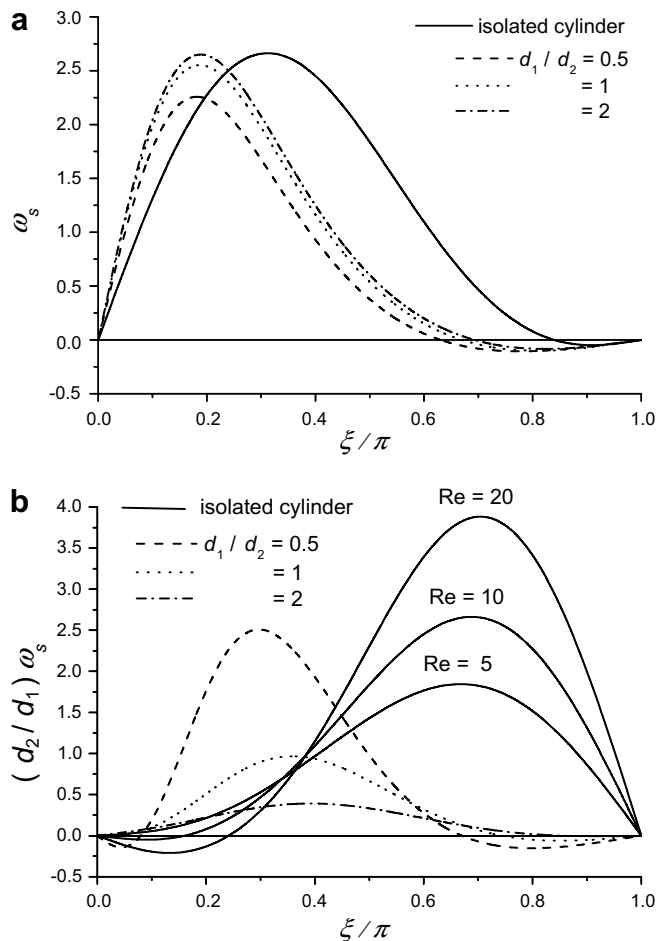 a
isolated cylinder
d₁ / d₂ = 0.5
= 1
= 2
3.0
2.5
2.0
1.5
1.0
0.5
0.0
-0.5
ωₛ
0.0 0.2 0.4 0.6 0.8 1.0
ξ/π
b
isolated cylinder
d₁ / d₂ = 0.5
= 1
= 2
Re = 20
Re = 10
Re = 5
4.0
3.5
3.0
2.5
2.0
1.5
1.0
0.5
0.0
-0.5
( d₂ / d₁ ) ωₛ
0.0 0.2 0.4 0.6 0.8 1.0
ξ/π